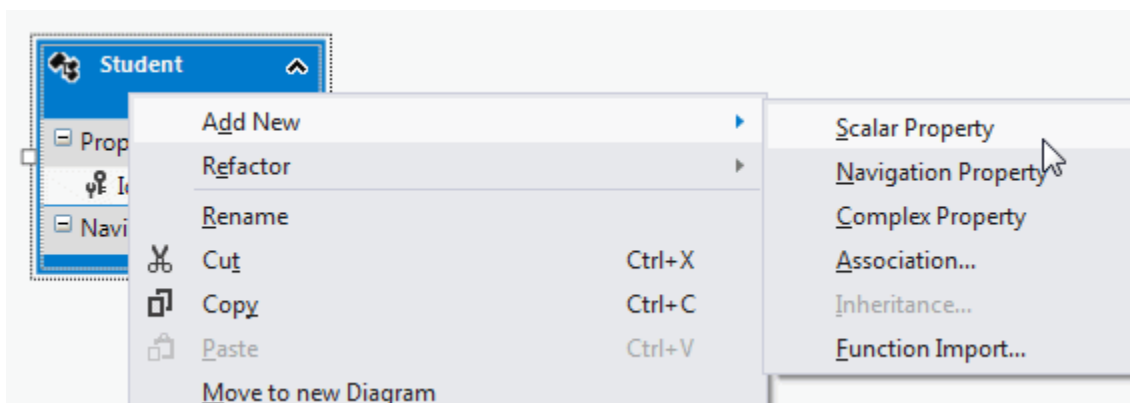 Student
Add New
Scalar Property
Prop
Refactor
Navigation Property
Rename
Complex Property
Navi
Cut Ctrl+X
Association...
Copy Ctrl+C
Inheritance...
Paste Ctrl+V
Function Import...
Move to new Diagram